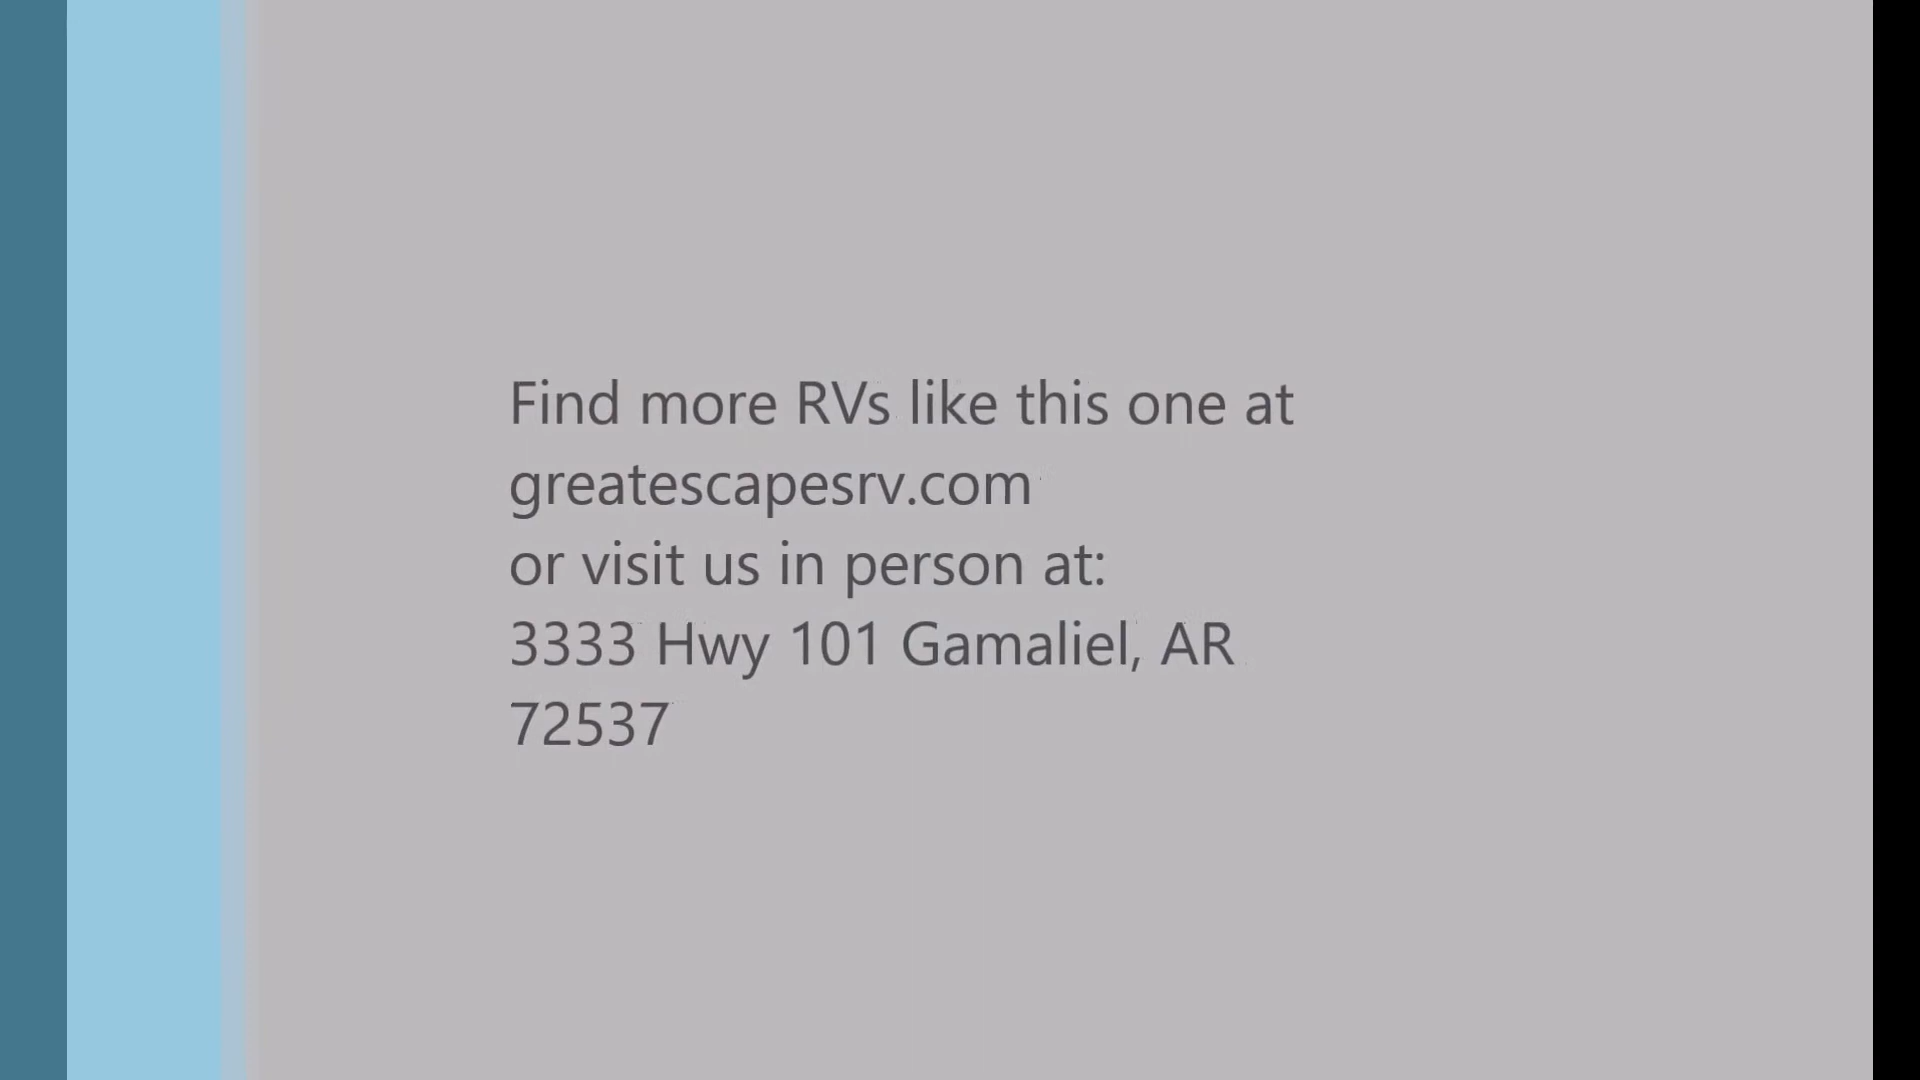 Find more RVs like this one at
greatescapesrv.com
or visit us in person at:
3333 Hwy 101 Gamaliel, AR
72537